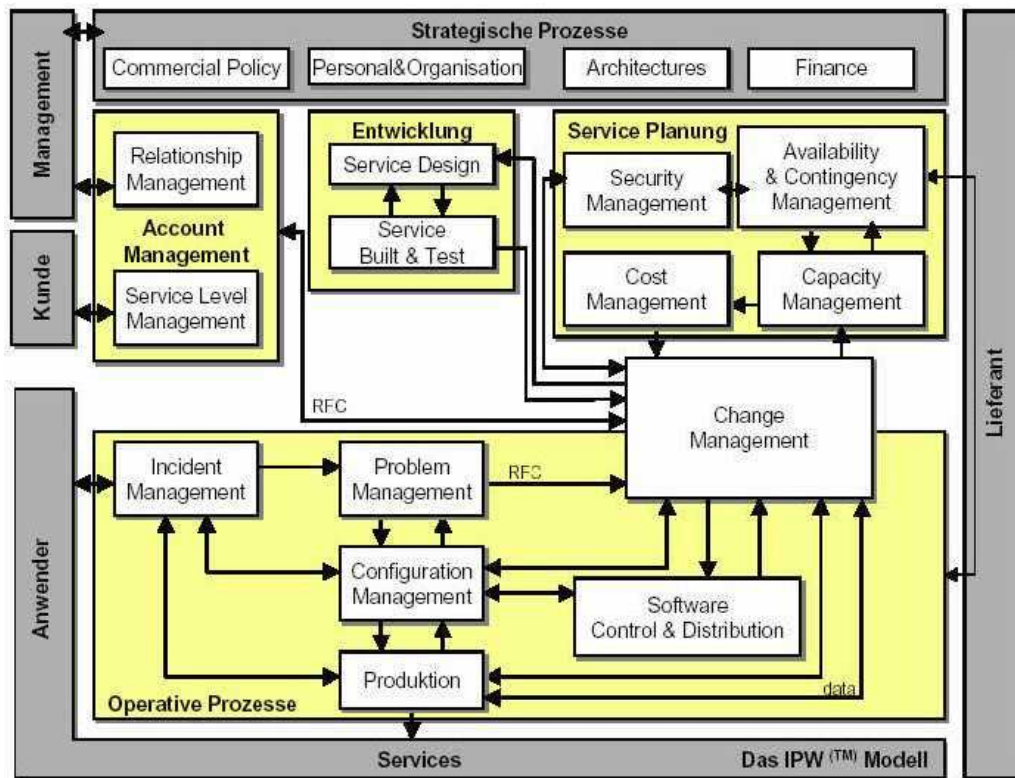 Strategische Prozesse
Commercial Policy
Personal&Organisation
Architectures
Finance
Management
Kunde
Anwender
Lieferant
Relationship
Management
Account
Management
Service Level
Management
Entwicklung
Service Design
Service
Built & Test
Service Planung
Security
Management
Availability
& Contingency
Management
Cost
Management
Capacity
Management
RFC
Change
Management
Incident
Management
Problem
Management
RFC
Configuration
Management
Software
Control & Distribution
Produktion
data
Operative Prozesse
Services
Das IPW (TM) Modell